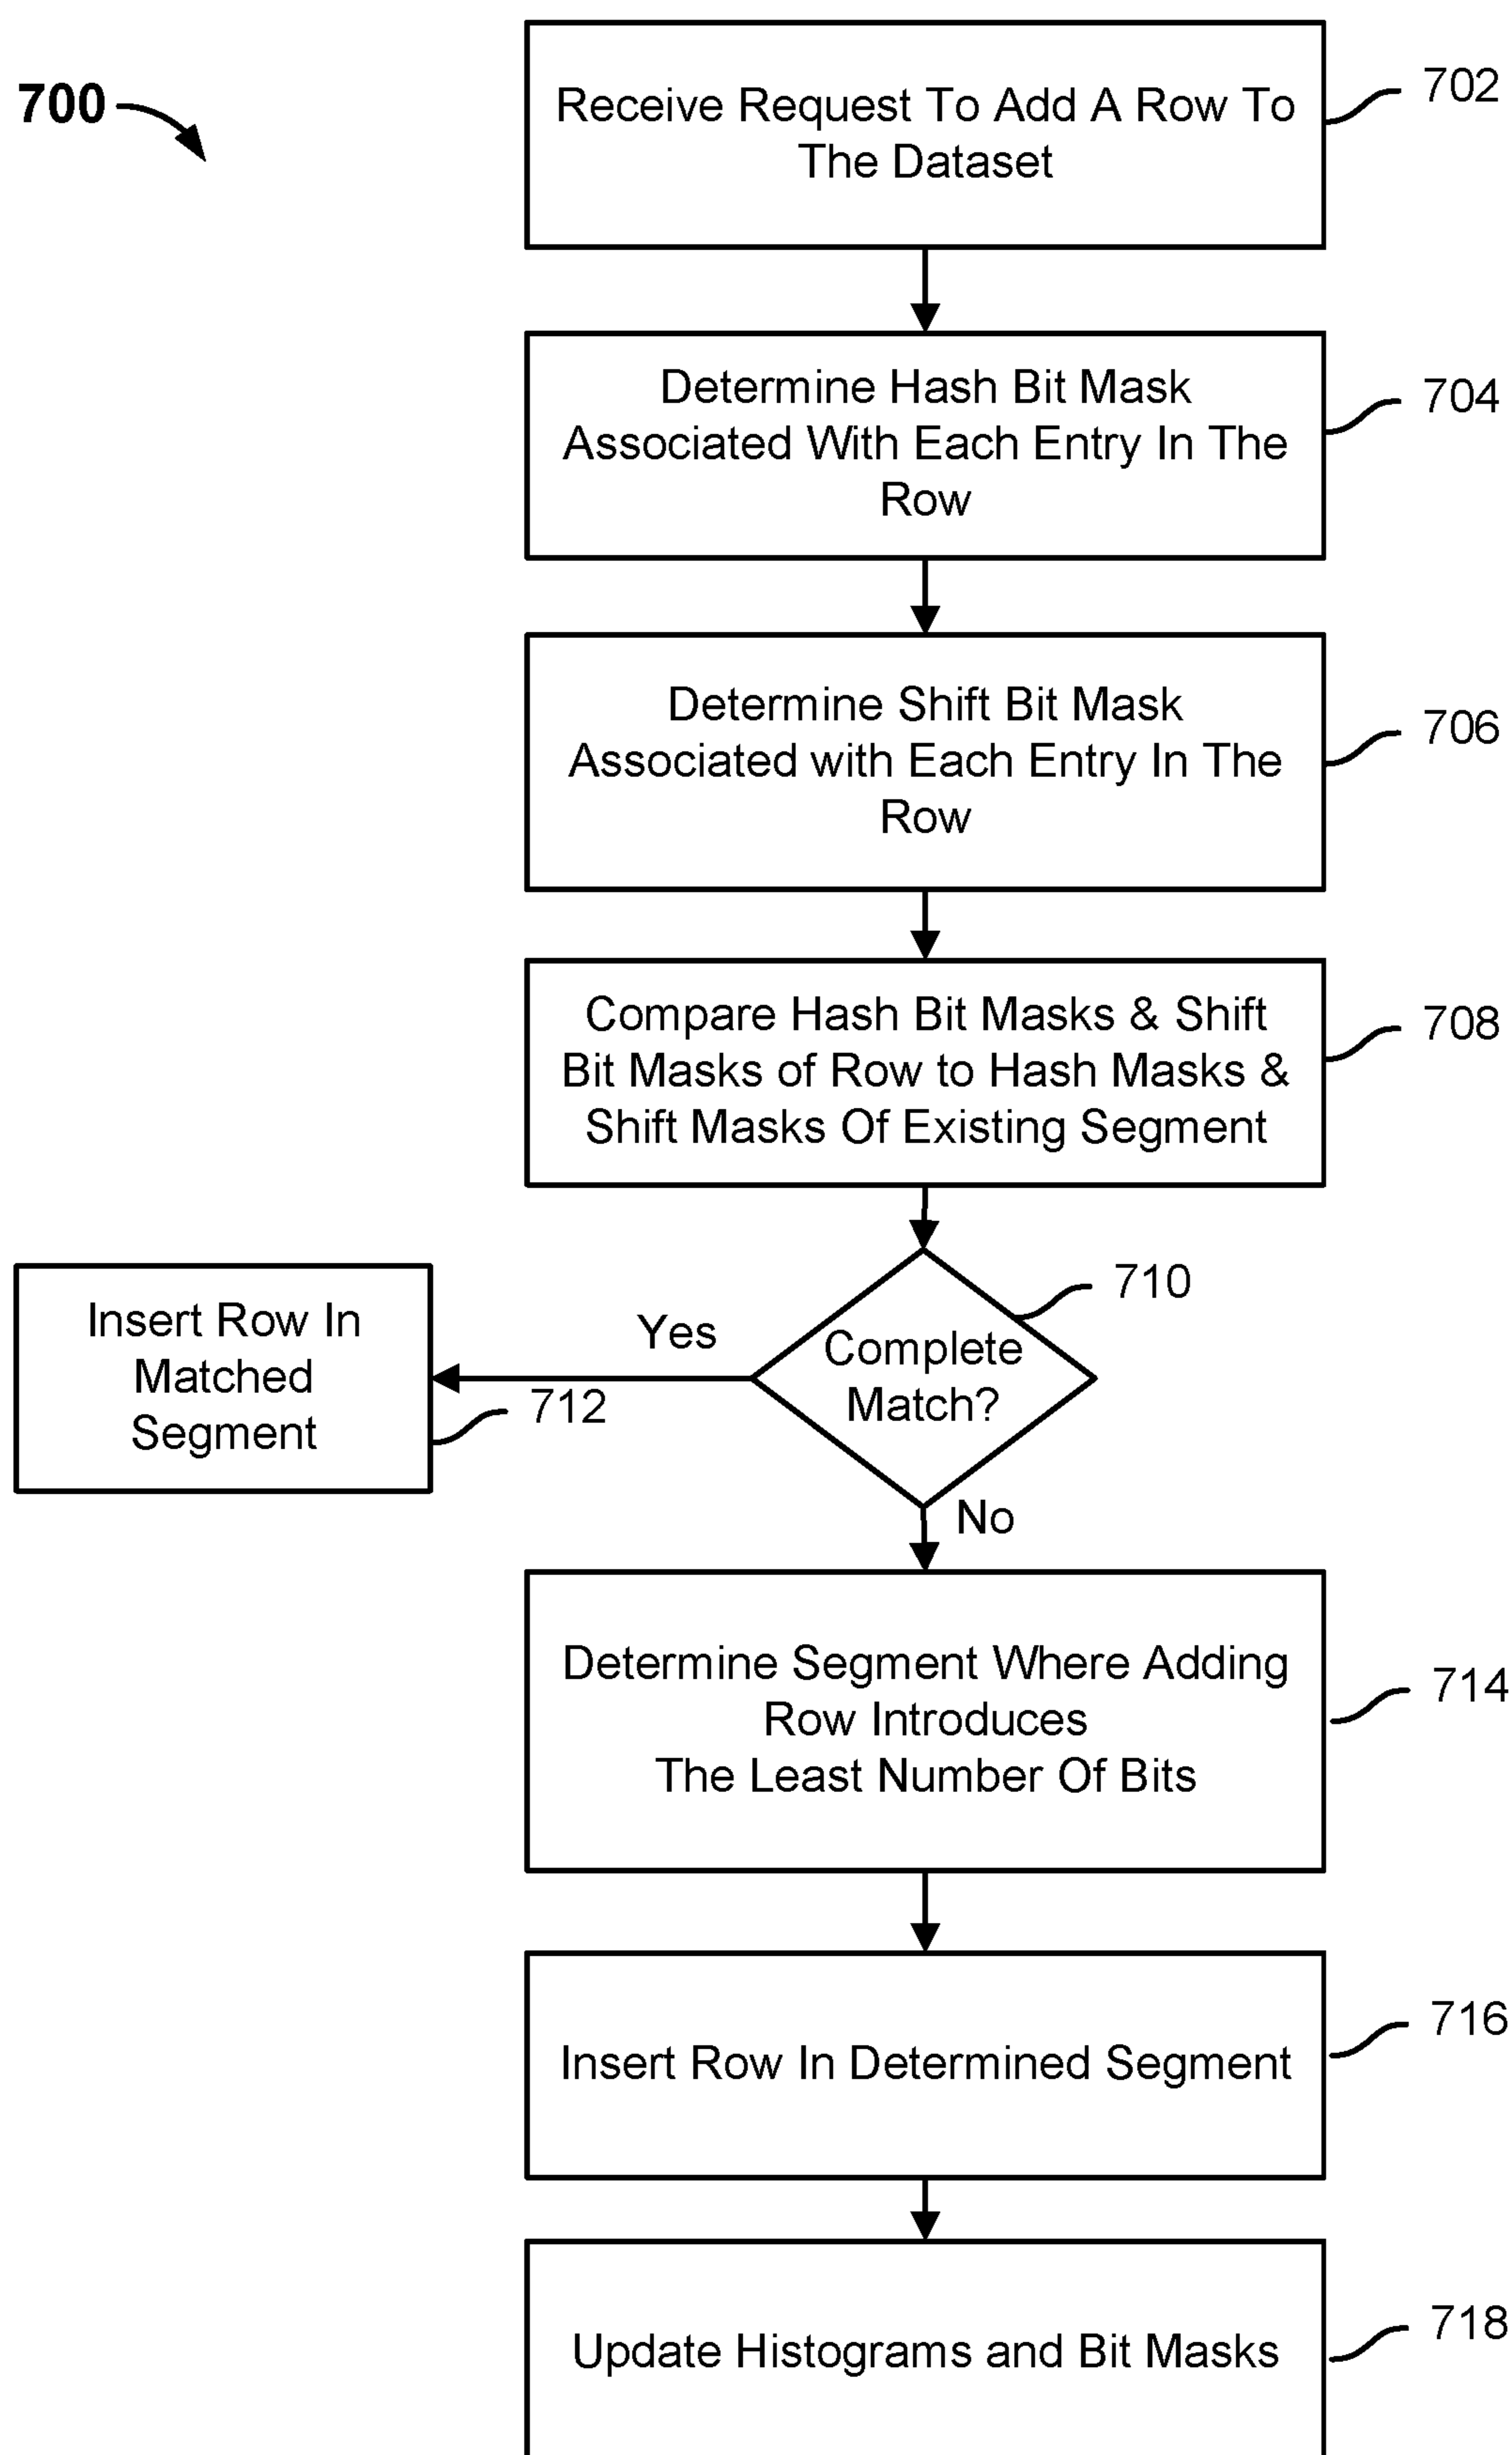 700
Receive Request To Add A Row To
The Dataset
702
Determine Hash Bit Mask
Associated With Each Entry In The
Row
704
Determine Shift Bit Mask
Associated with Each Entry In The
Row
706
Compare Hash Bit Masks & Shift
Bit Masks of Row to Hash Masks &
Shift Masks Of Existing Segment
708
Complete
Match?
710
Yes
Insert Row In
Matched
Segment
712
No
Determine Segment Where Adding
Row Introduces
The Least Number Of Bits
714
Insert Row In Determined Segment
716
Update Histograms and Bit Masks
718